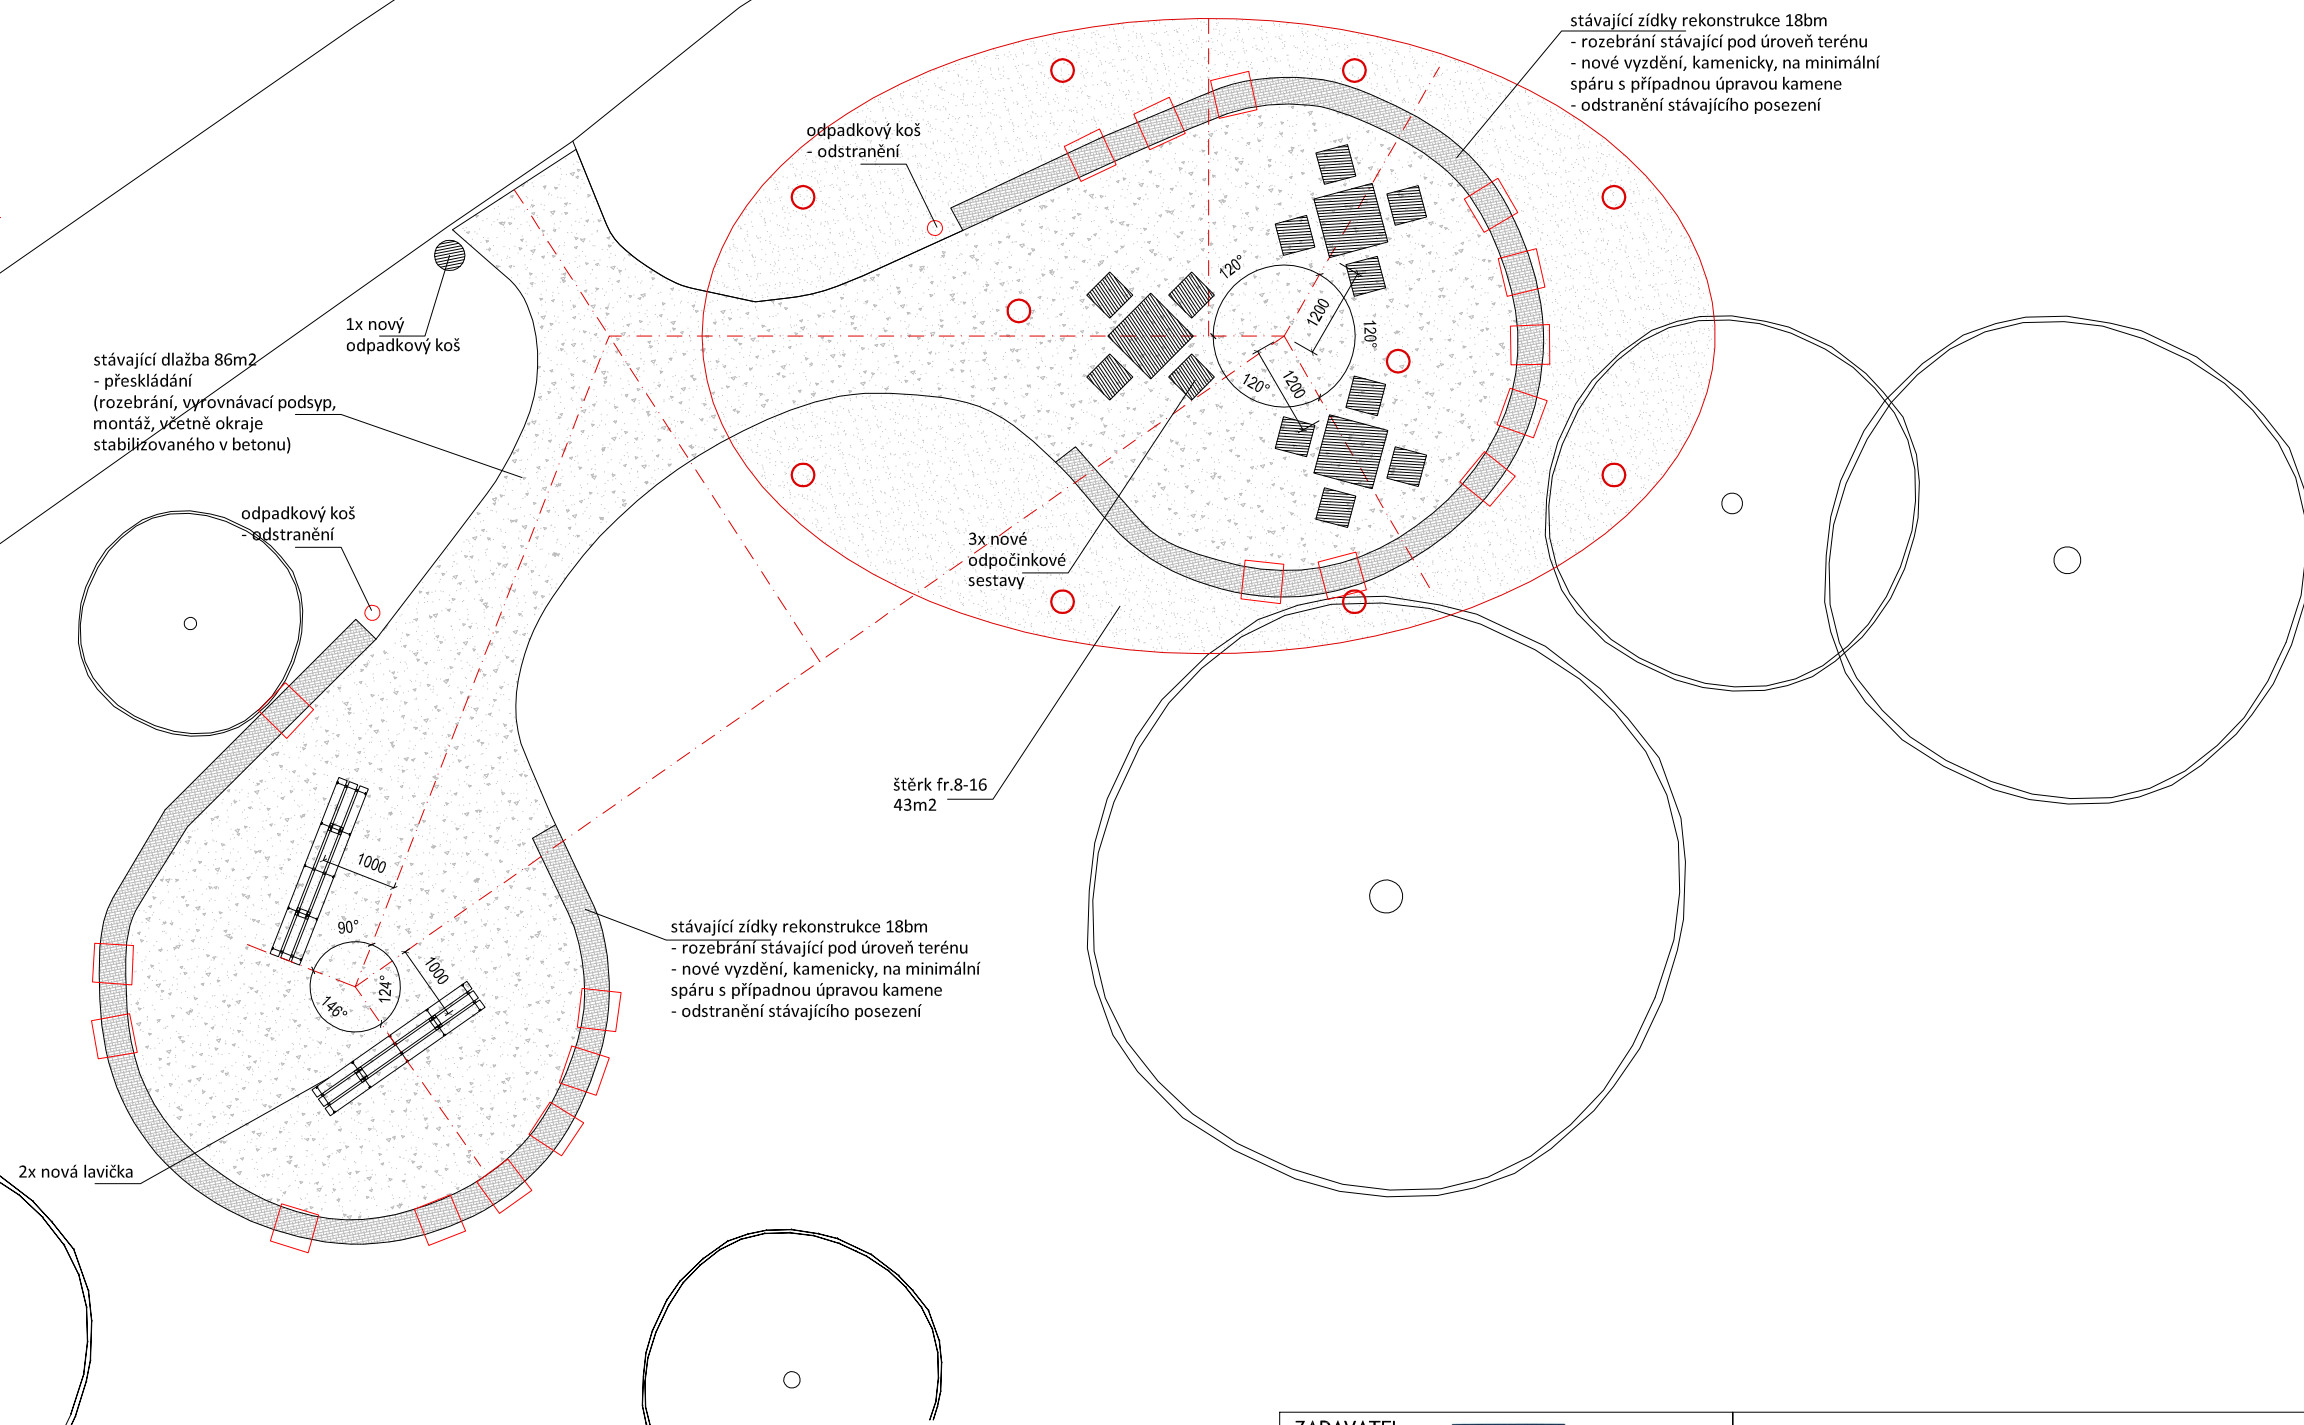 stávající zídky rekonstrukce 18bm
- rozebrání stávající pod úroveň terénu
- nové vyzdění, kamenicky, na minimální
spáru s případnou úpravou kamene
- odstranění stávajícího posezení
odpadkový koš
- odstranění
120°
1200
120°
120°
1200
1x nový
odpadkový koš
stávající dlažba 86m2
- přeskládání
(rozebrání, vyrovnávací podsyp,
montáž, včetně okraje
stabilizovaného v betonu)
odpadkový koš
- odstranění
3x nové
odpočinkové
sestavy
štěrk fr.8-16
43m2
1000
90°
1000
124°
146°
stávající zídky rekonstrukce 18bm
- rozebrání stávající pod úroveň terénu
- nové vyzdění, kamenicky, na minimální
spáru s případnou úpravou kamene
- odstranění stávajícího posezení
2x nová lavička